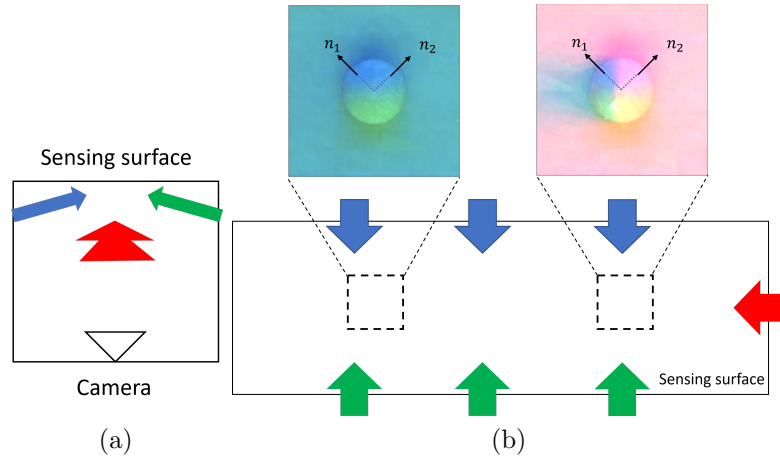 n₁ n₂
n₁ n₂
Sensing surface
Camera
Sensing surface
(a)
(b)